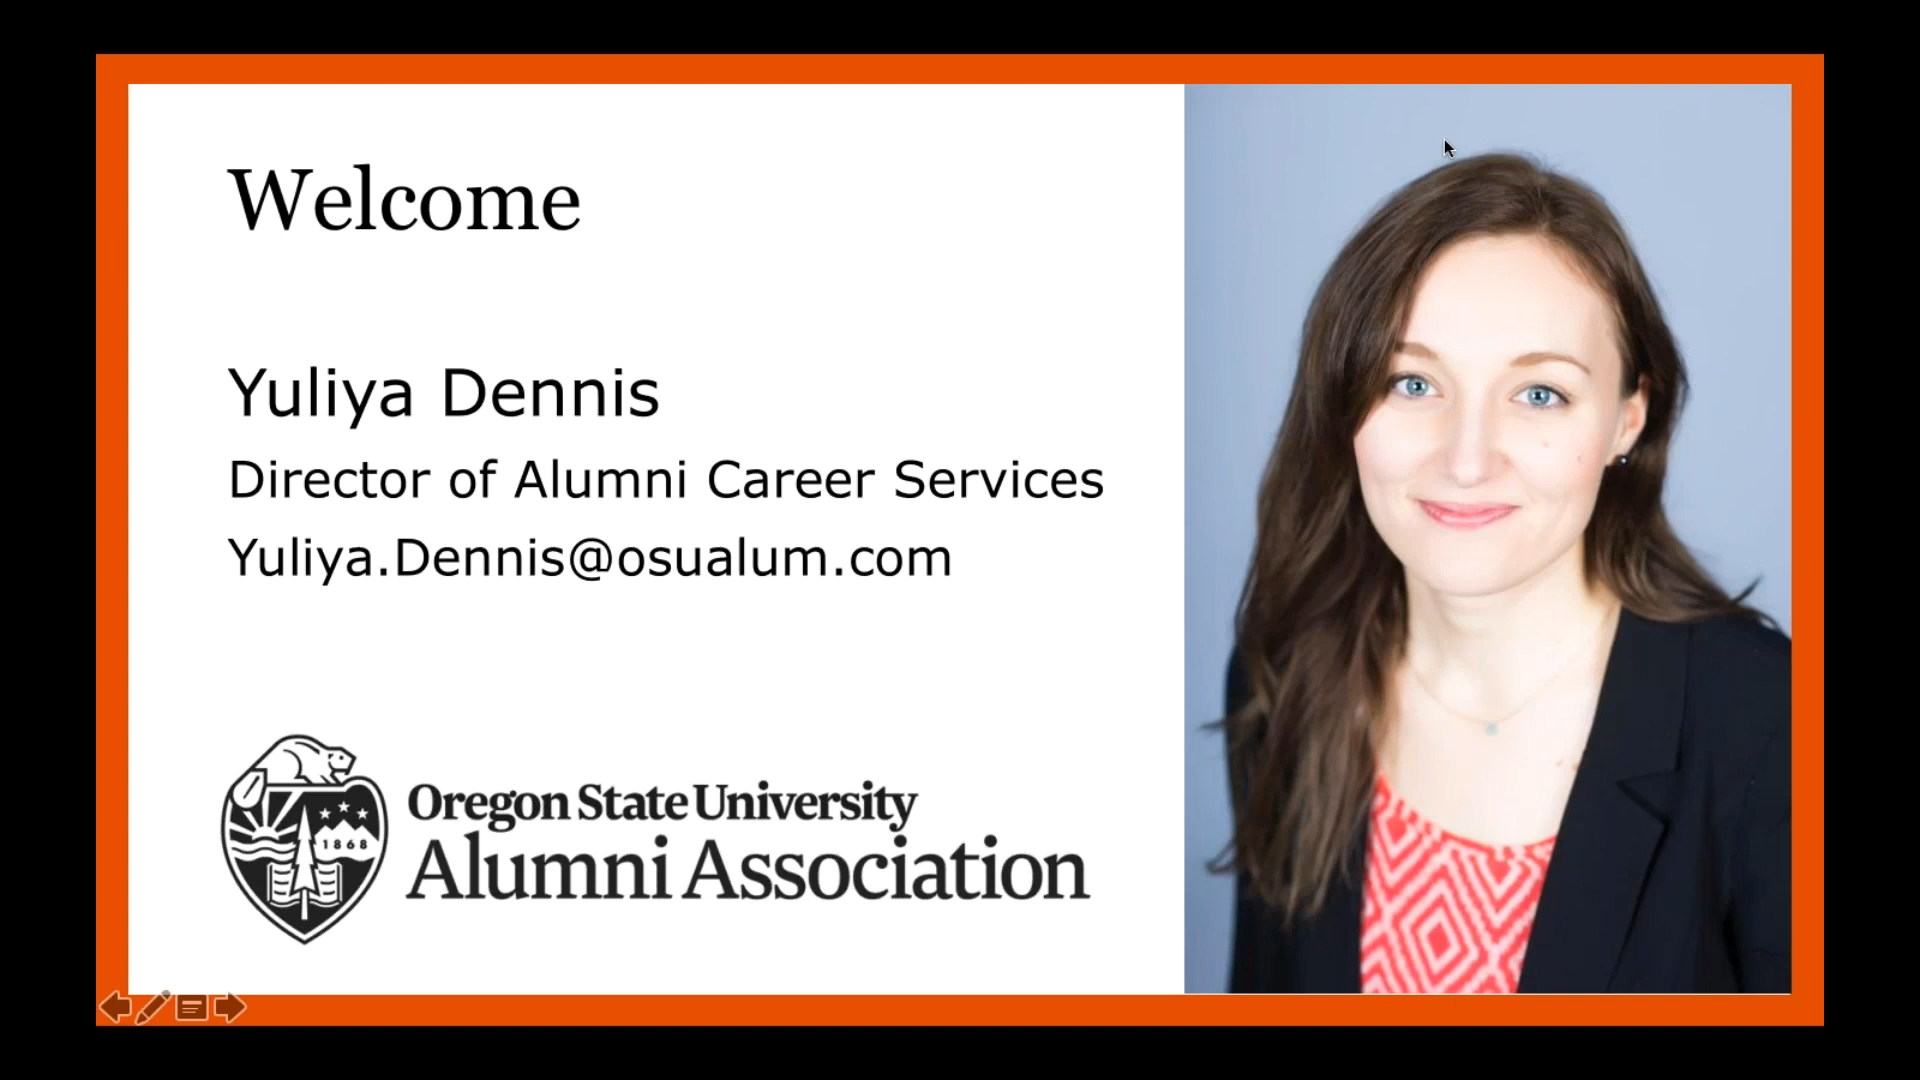 Welcome
Yuliya Dennis
Director of Alumni Career Services
Yuliya.Dennis@osualum.com
1868
Oregon State University
Alumni Association